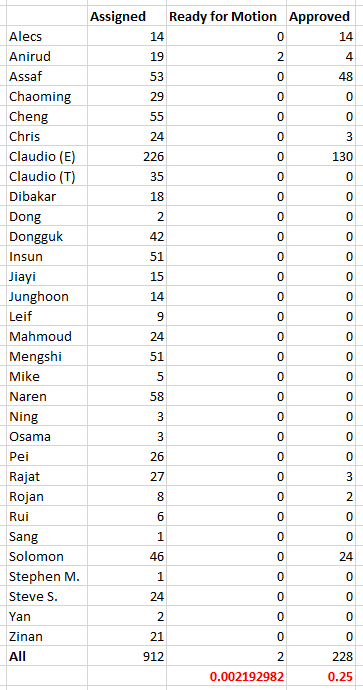 Assigned Ready for Motion Approved
Alecs 14 0 14
Anirud 19 2 4
Assaf 53 0 48
Chaoming 29 0 0
Cheng 55 0 0
Chris 24 0 3
Claudio (E) 226 0 130
Claudio (T) 35 0 0
Dibakar 18 0 0
Dong 2 0 0
Dongguk 42 0 0
Insun 51 0 0
Jiayi 15 0 0
Junghoon 14 0 0
Leif 9 0 0
Mahmoud 24 0 0
Mengshi 51 0 0
Mike 5 0 0
Naren 58 0 0
Ning 3 0 0
Osama 3 0 0
Pei 26 0 0
Rajat 27 0 3
Rojan 8 0 2
Rui 6 0 0
Sang 1 0 0
Solomon 46 0 24
Stephen M. 1 0 0
Steve S. 24 0 0
Yan 2 0 0
Zinan 21 0 0
All 912 2 228
0.002192982 0.25